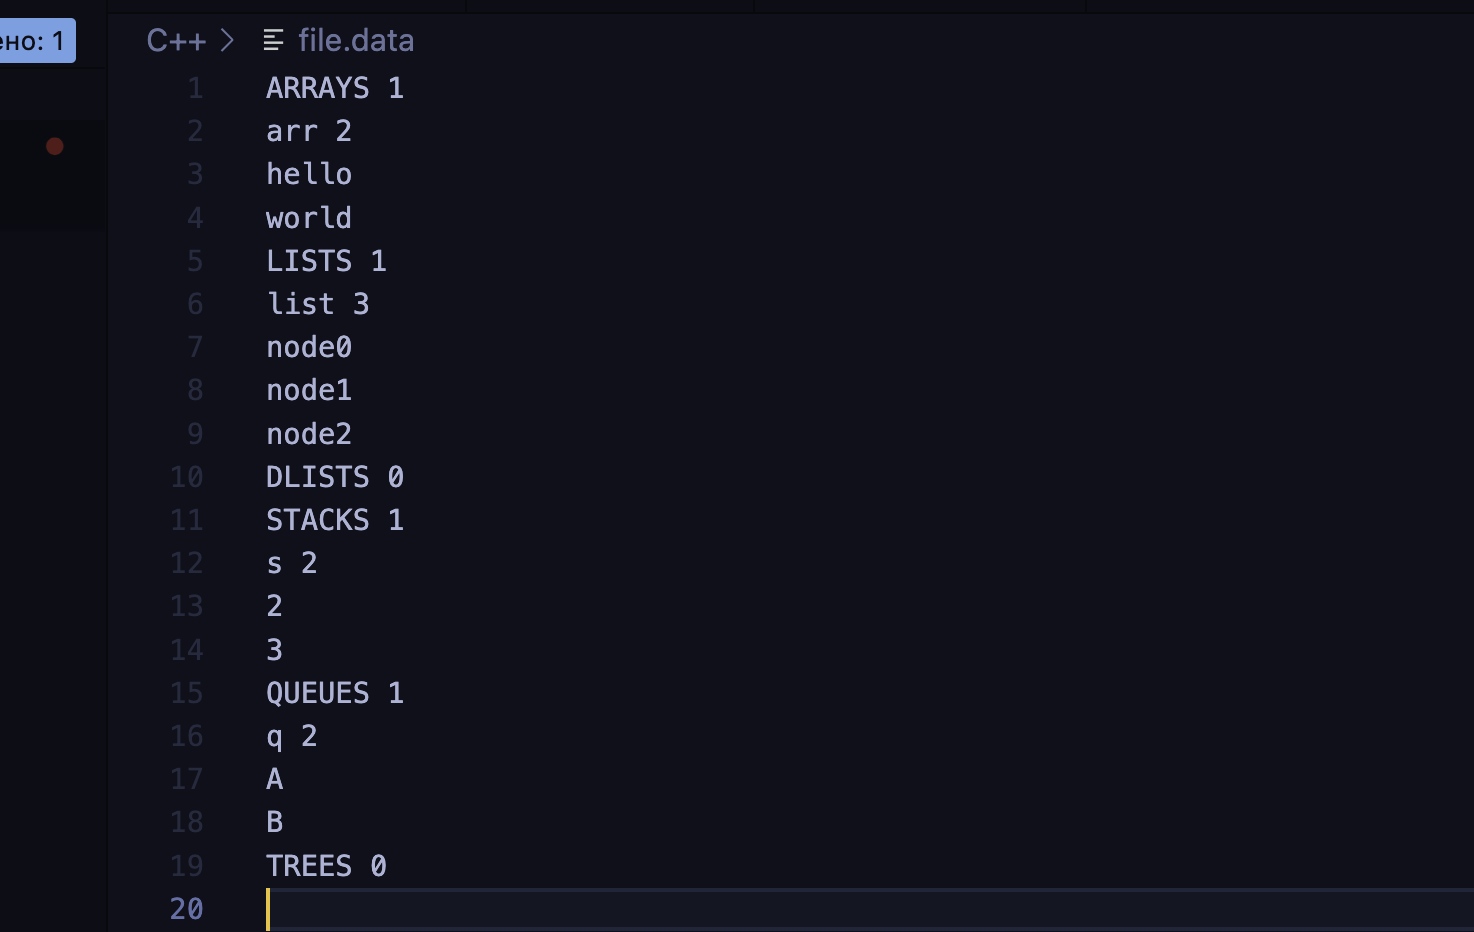 ено: 1
C++ > file.data
1 ARRAYS 1
2 arr 2
3 hello
4 world
5 LISTS 1
6 list 3
7 node0
8 node1
9 node2
10 DLISTS 0
11 STACKS 1
12 s 2
13 2
14 3
15 QUEUES 1
16 q 2
17 A
18 B
19 TREES 0
20